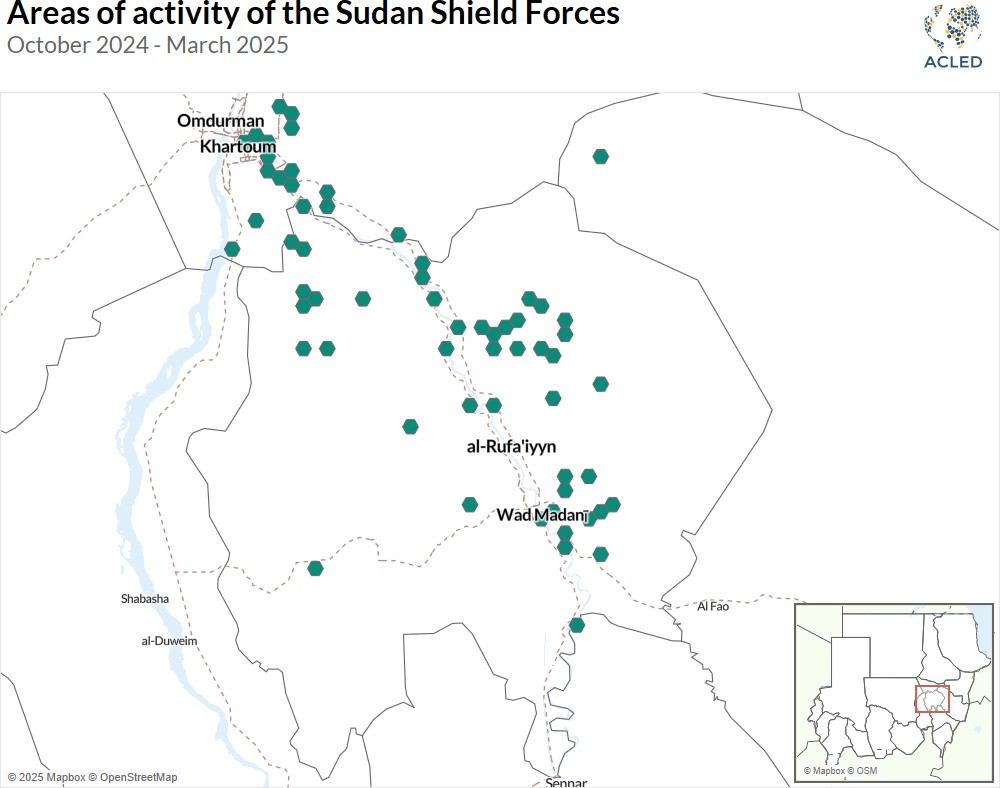 Areas of activity of the Sudan Shield Forces
October 2024 - March 2025
ACLED
Omdurman
Khartoum
al-Rufa'iyyn
Wad Madani
Shabasha
Al Fao
al-Duweim
Sennar
© 2025 Mapbox © OpenStreetMap
© Mapbox © OSM